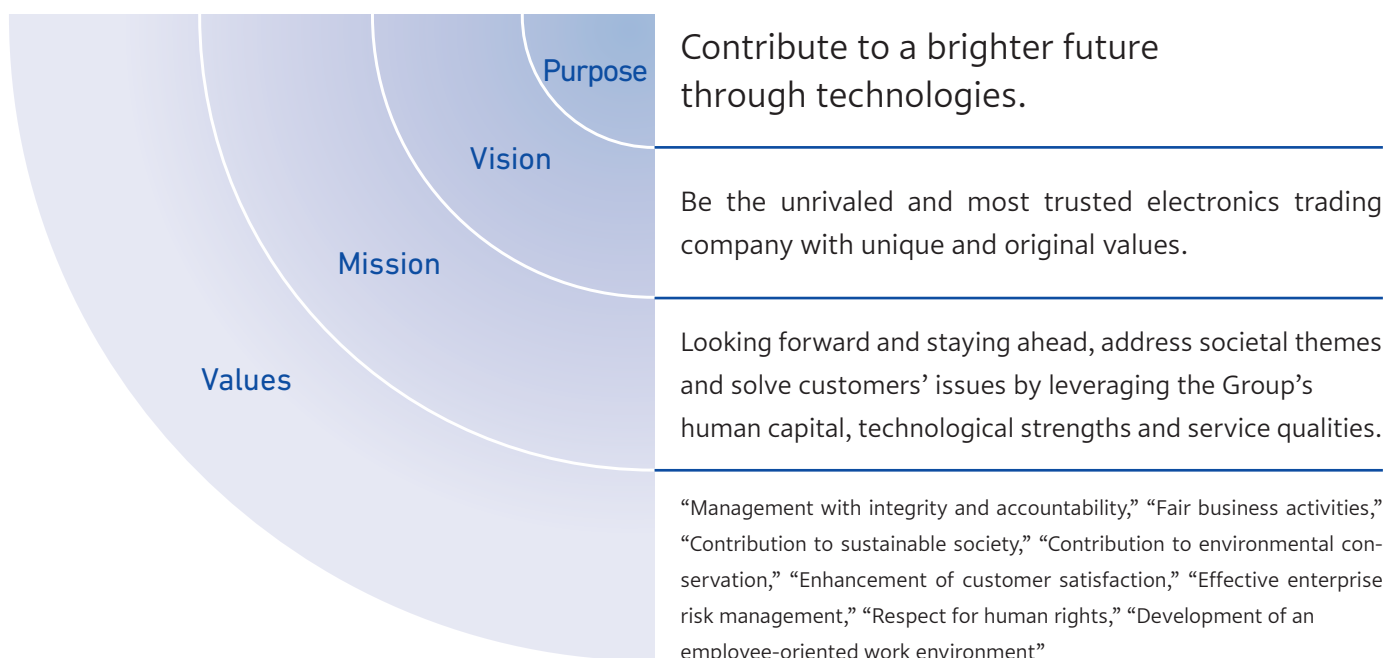 Purpose
Contribute to a brighter future
through technologies.
Vision
Be the unrivaled and most trusted electronics trading
company with unique and original values.
Mission
Looking forward and staying ahead, address societal themes
and solve customers’ issues by leveraging the Group’s
human capital, technological strengths and service qualities.
Values
“Management with integrity and accountability,” “Fair business activities,”
“Contribution to sustainable society,” “Contribution to environmental con-
servation,” “Enhancement of customer satisfaction,” “Effective enterprise
risk management,” “Respect for human rights,” “Development of an
employee-oriented work environment”